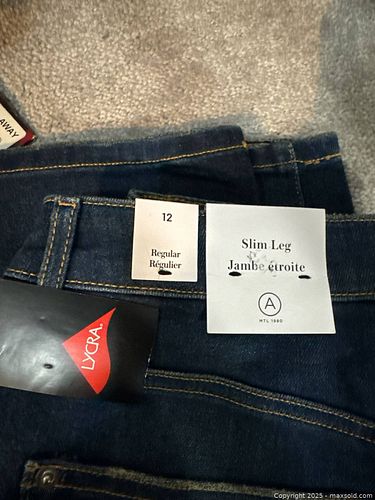 AWAY
12
Regular
Régulier
Slim Leg
Jambe étroite
A
MTL 1980
LYCRA.
Copyright 2025 - maxsold.com